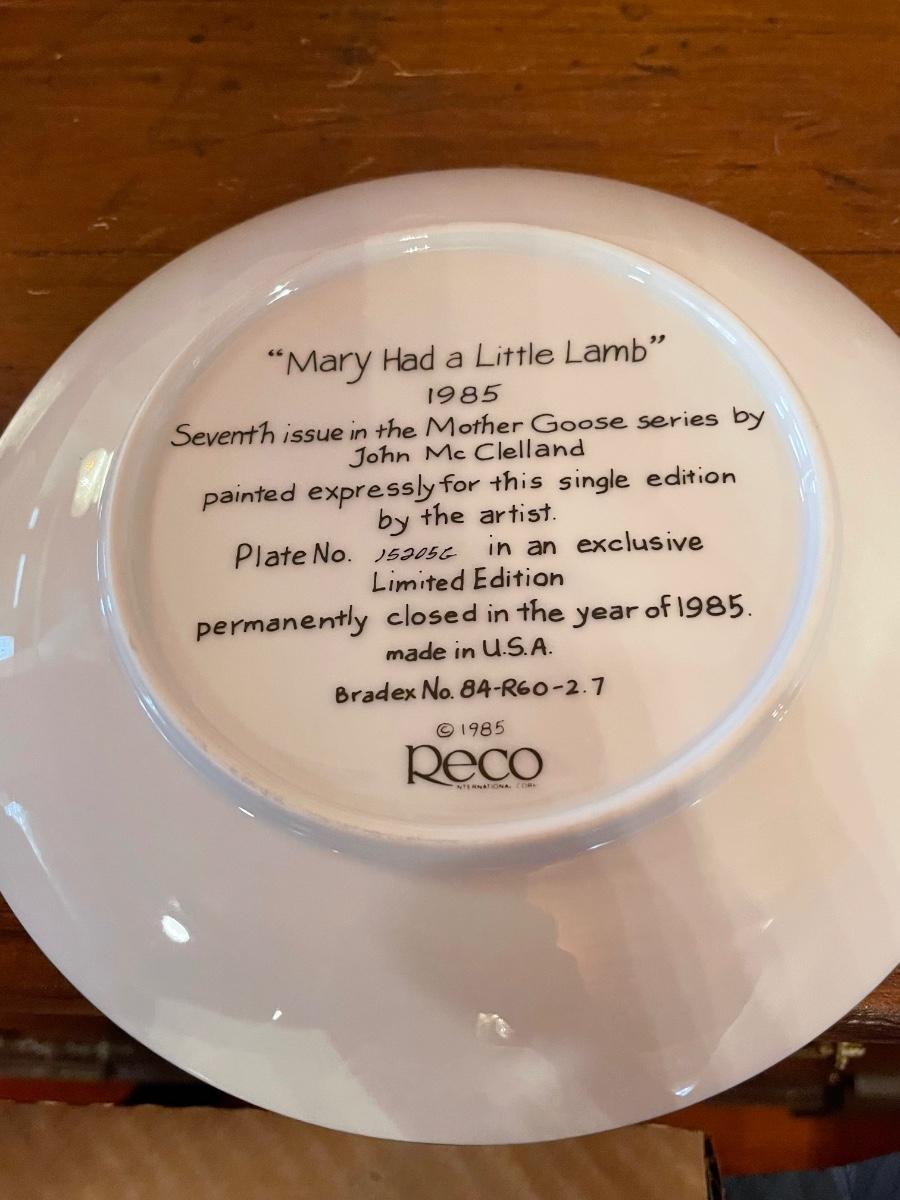 “Mary Had a Little Lamb”
1985
Seventh issue in the Mother Goose series by
John McClelland
painted expressly for this single edition
by the artist.
Plate No. 15205G in an exclusive
Limited Edition
permanently closed in the year of 1985.
made in U.S.A.
Bradex No. 84-R60-2.7
© 1985
Reco
INTERNATIONAL CORP.